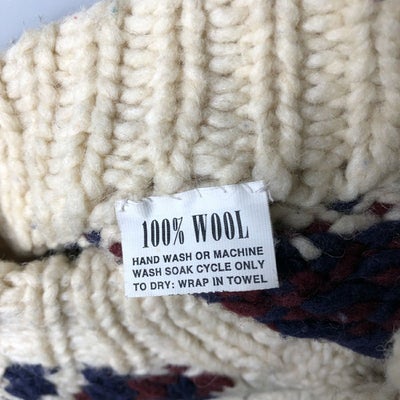 100% WOOL
HAND WASH OR MACHINE
WASH SOAK CYCLE ONLY
TO DRY: WRAP IN TOWEL